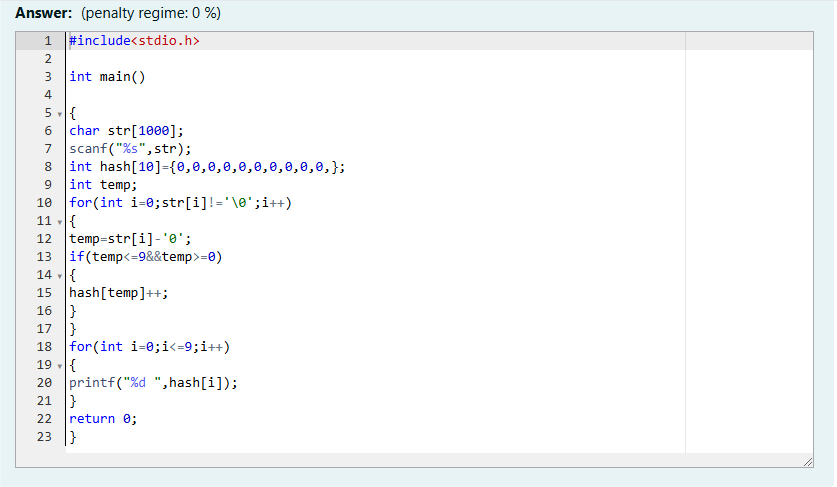 Answer: (penalty regime: 0 %)
1 #include<stdio.h>
2
3 int main()
4
5 {
6 char str[1000];
7 scanf("%s",str);
8 int hash[10]={0,0,0,0,0,0,0,0,0,0,};
9 int temp;
10 for(int i=0;str[i]!='\0';i++)
11 {
12 temp=str[i]-'0';
13 if(temp<=9&&temp>=0)
14 {
15 hash[temp]++;
16 }
17 }
18 for(int i=0;i<=9;i++)
19 {
20 printf("%d ",hash[i]);
21 }
22 return 0;
23 }